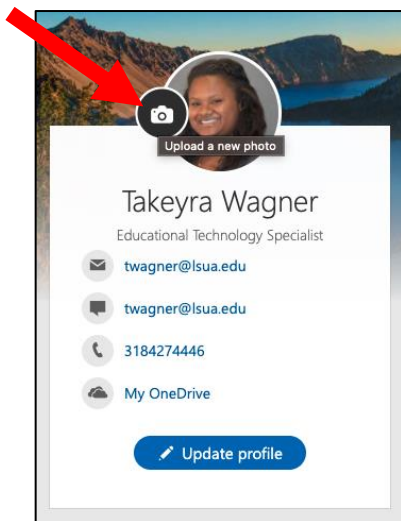 Upload a new photo
Takeyra Wagner
Educational Technology Specialist
twagner@lsua.edu
twagner@lsua.edu
3184274446
My OneDrive
Update profile